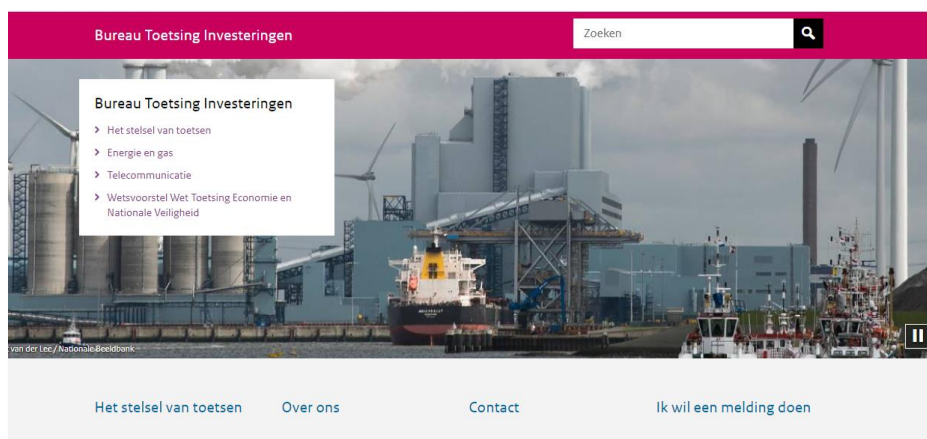 Bureau Toetsing Investeringen
Zoeken
Bureau Toetsing Investeringen
Het stelsel van toetsen
Energie en gas
Telecommunicatie
Wetsvoorstel Wet Toetsing Economie en
Nationale Veiligheid
van der Lee / Nationale Beeldbank
Het stelsel van toetsen
Over ons
Contact
Ik wil een melding doen